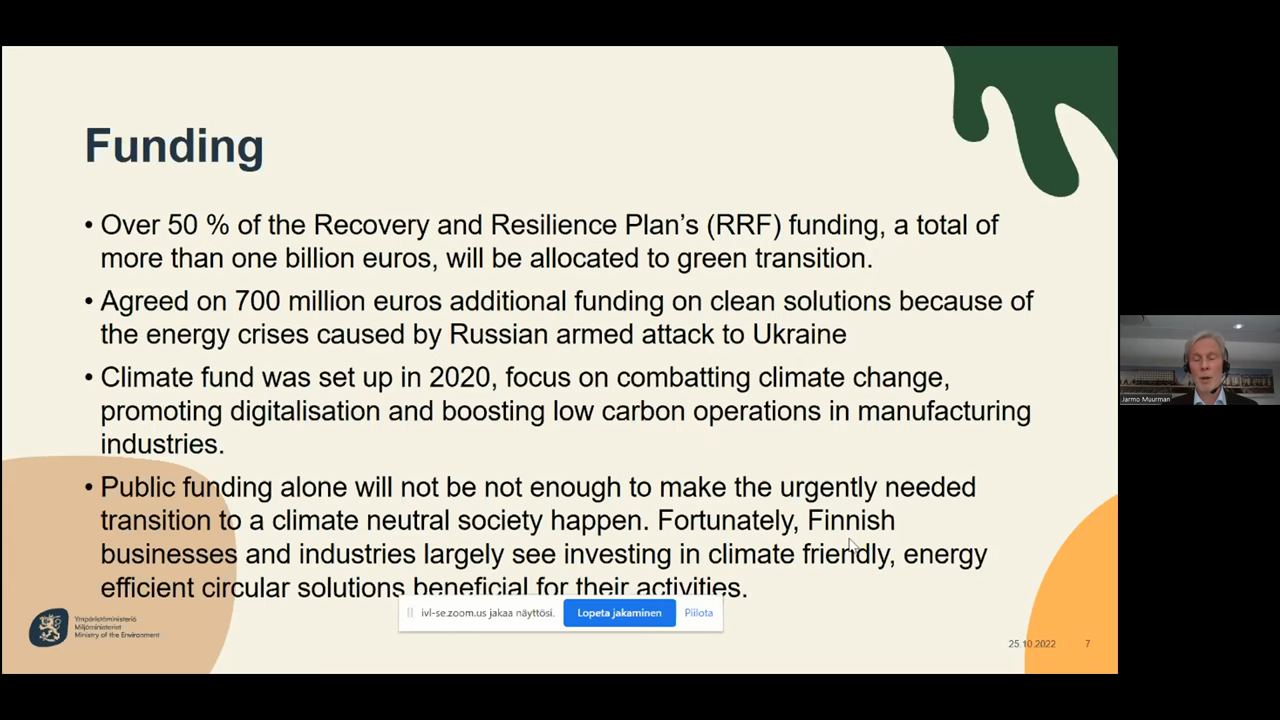 Funding
• Over 50 % of the Recovery and Resilience Plan's (RRF) funding, a total of
more than one billion euros, will be allocated to green transition.
• Agreed on 700 million euros additional funding on clean solutions because of
the energy crises caused by Russian armed attack to Ukraine
• Climate fund was set up in 2020, focus on combatting climate change,
promoting digitalisation and boosting low carbon operations in manufacturing
industries.
• Public funding alone will not be not enough to make the urgently needed
transition to a climate neutral society happen. Fortunately, Finnish
businesses and industries largely see investing in climate friendly, energy
efficient circular solutions beneficial for their activities.
ivl-se.zoom.us jakaa näyttösi.
Lopeta jakaminen
Piilota
Ympäristöministeriö
Miljöministeriet
Ministry of the Environment
25.10.2022
7
Jarmo Muurman